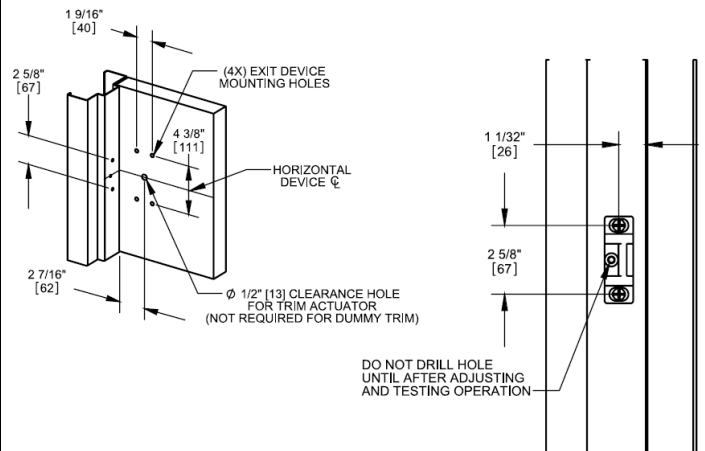 1 9/16"
[40]
2 5/8"
[67]
(4X) EXIT DEVICE
MOUNTING HOLES
4 3/8"
[111]
HORIZONTAL
DEVICE ℄
2 7/16"
[62]
Ø 1/2" [13] CLEARANCE HOLE
FOR TRIM ACTUATOR
(NOT REQUIRED FOR DUMMY TRIM)
1 1/32"
[26]
2 5/8"
[67]
DO NOT DRILL HOLE
UNTIL AFTER ADJUSTING
AND TESTING OPERATION